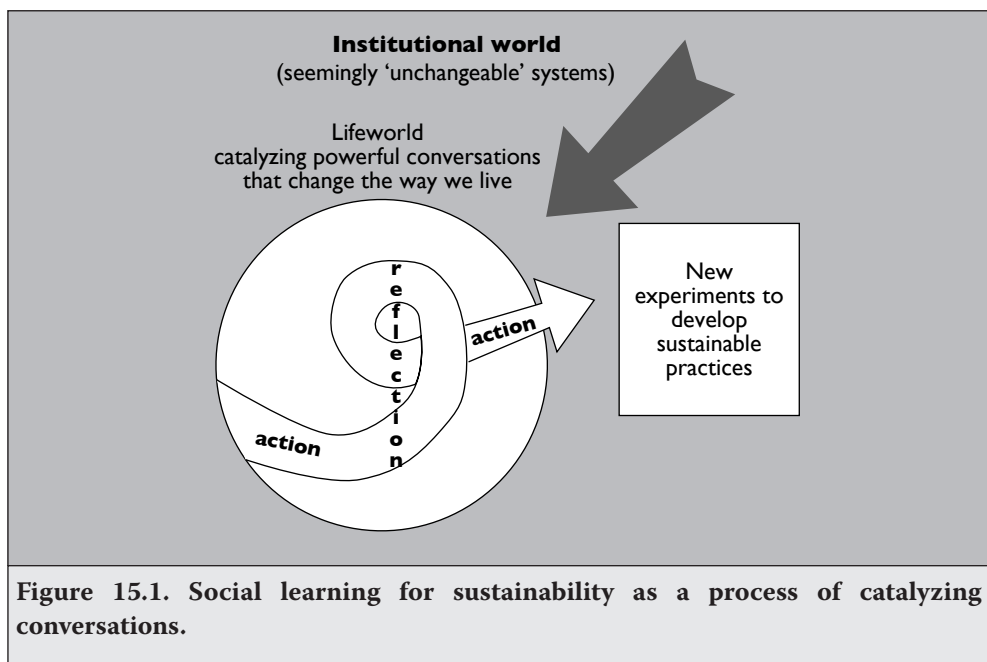 Institutional world
(seemingly ‘unchangeable’ systems)
Lifeworld
catalyzing powerful conversations
that change the way we live
reflection
action
action
New
experiments to
develop
sustainable
practices
Figure 15.1. Social learning for sustainability as a process of catalyzing
conversations.